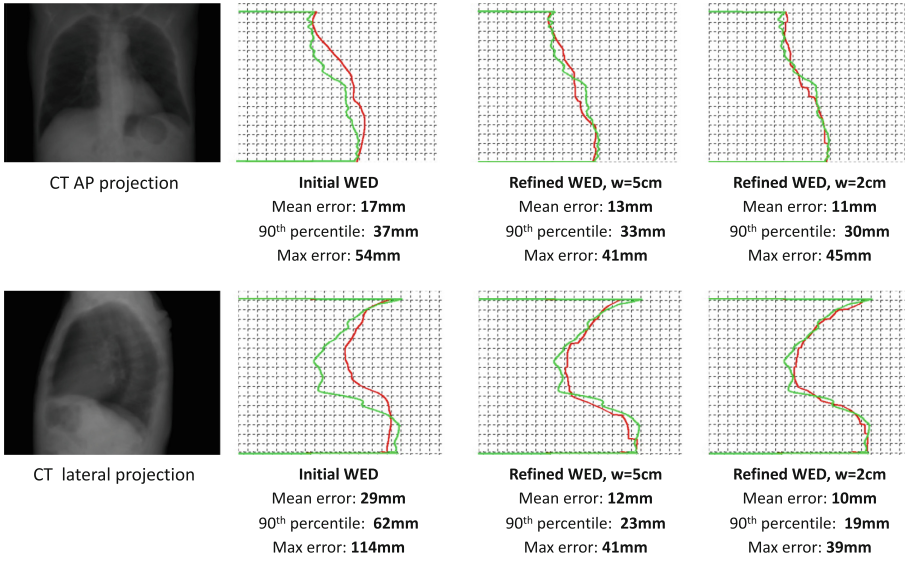 CT AP projection
Initial WED
Mean error: 17mm
90th percentile: 37mm
Max error: 54mm
Refined WED, w=5cm
Mean error: 13mm
90th percentile: 33mm
Max error: 41mm
Refined WED, w=2cm
Mean error: 11mm
90th percentile: 30mm
Max error: 45mm
CT lateral projection
Initial WED
Mean error: 29mm
90th percentile: 62mm
Max error: 114mm
Refined WED, w=5cm
Mean error: 12mm
90th percentile: 23mm
Max error: 41mm
Refined WED, w=2cm
Mean error: 10mm
90th percentile: 19mm
Max error: 39mm